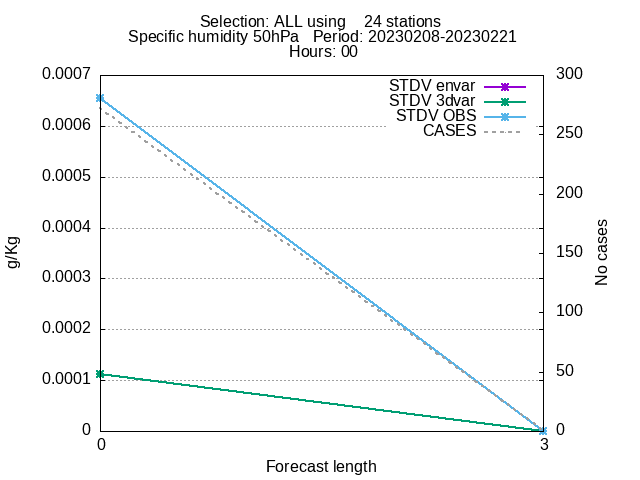 Selection: ALL using    24 stations
Specific humidity 50hPa   Period: 20230208-20230221
Hours: 00
0.0007
0.0006
0.0005
0.0004
0.0003
0.0002
0.0001
0
g/Kg
STDV envar
STDV 3dvar
STDV OBS
CASES
300
250
200
150
100
50
0
No cases
0
3
Forecast length